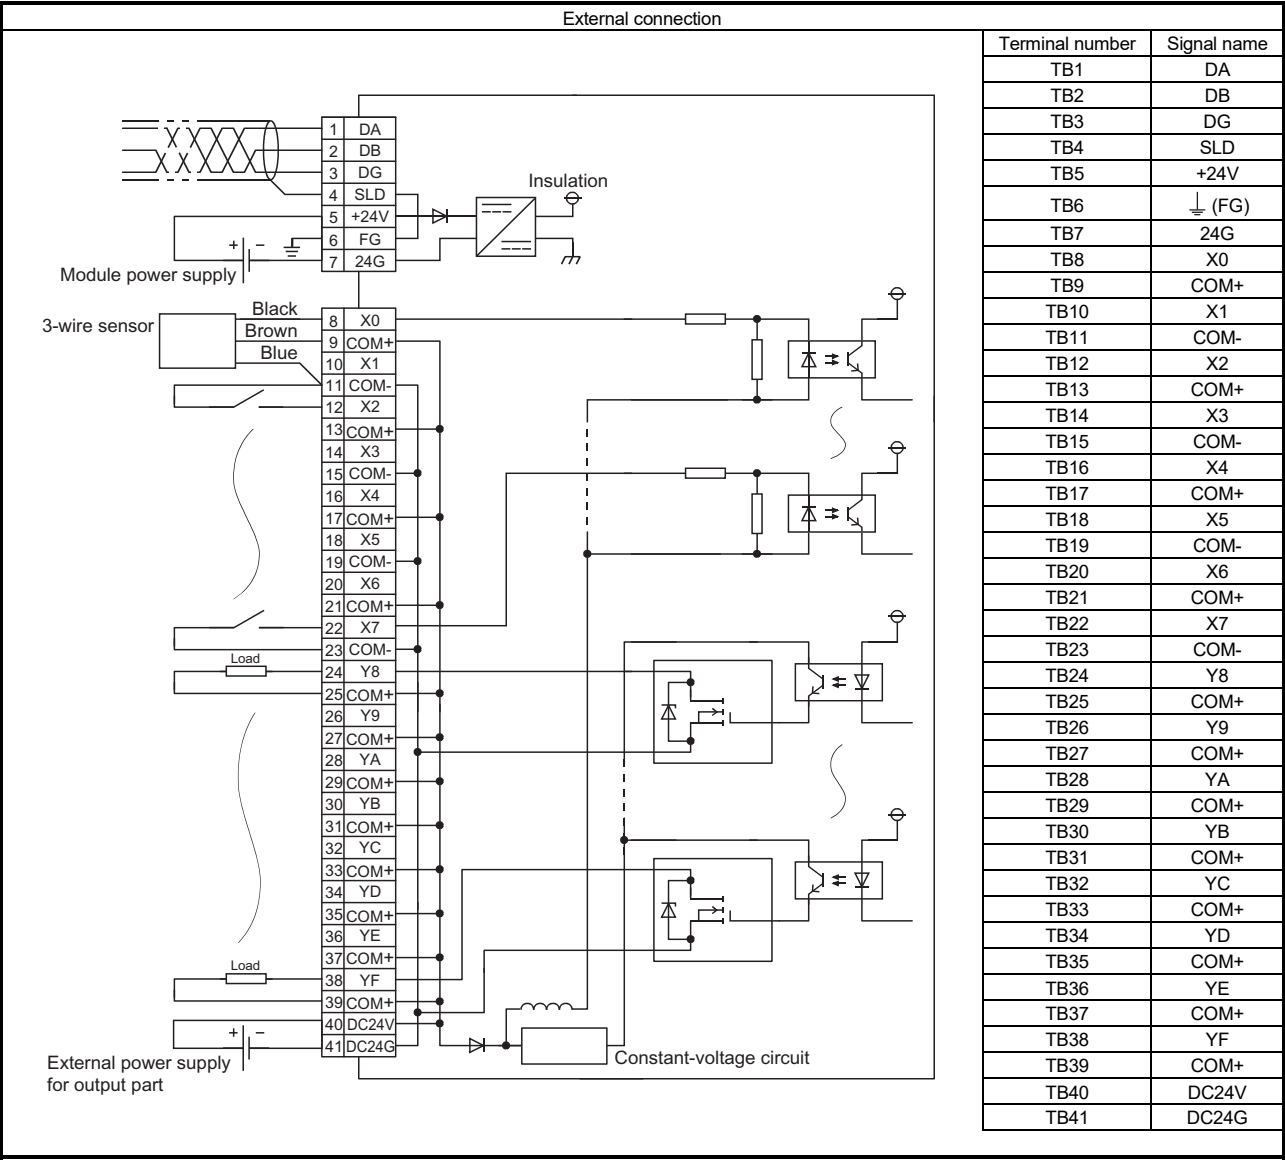 External connection
1 DA
2 DB
3 DG
4 SLD
5 +24V
6 FG
7 24G
Insulation
+ −
Module power supply
3-wire sensor
Black
Brown
Blue
8 X0
9 COM+
10 X1
11 COM-
12 X2
13 COM+
14 X3
15 COM-
16 X4
17 COM+
18 X5
19 COM-
20 X6
21 COM+
22 X7
23 COM-
Load
24 Y8
25 COM+
26 Y9
27 COM+
28 YA
29 COM+
30 YB
31 COM+
32 YC
33 COM+
34 YD
35 COM+
36 YE
37 COM+
Load
38 YF
39 COM+
40 DC24V
41 DC24G
+ −
External power supply
for output part
Constant-voltage circuit
Terminal number Signal name
TB1 DA
TB2 DB
TB3 DG
TB4 SLD
TB5 +24V
TB6 (FG)
TB7 24G
TB8 X0
TB9 COM+
TB10 X1
TB11 COM-
TB12 X2
TB13 COM+
TB14 X3
TB15 COM-
TB16 X4
TB17 COM+
TB18 X5
TB19 COM-
TB20 X6
TB21 COM+
TB22 X7
TB23 COM-
TB24 Y8
TB25 COM+
TB26 Y9
TB27 COM+
TB28 YA
TB29 COM+
TB30 YB
TB31 COM+
TB32 YC
TB33 COM+
TB34 YD
TB35 COM+
TB36 YE
TB37 COM+
TB38 YF
TB39 COM+
TB40 DC24V
TB41 DC24G